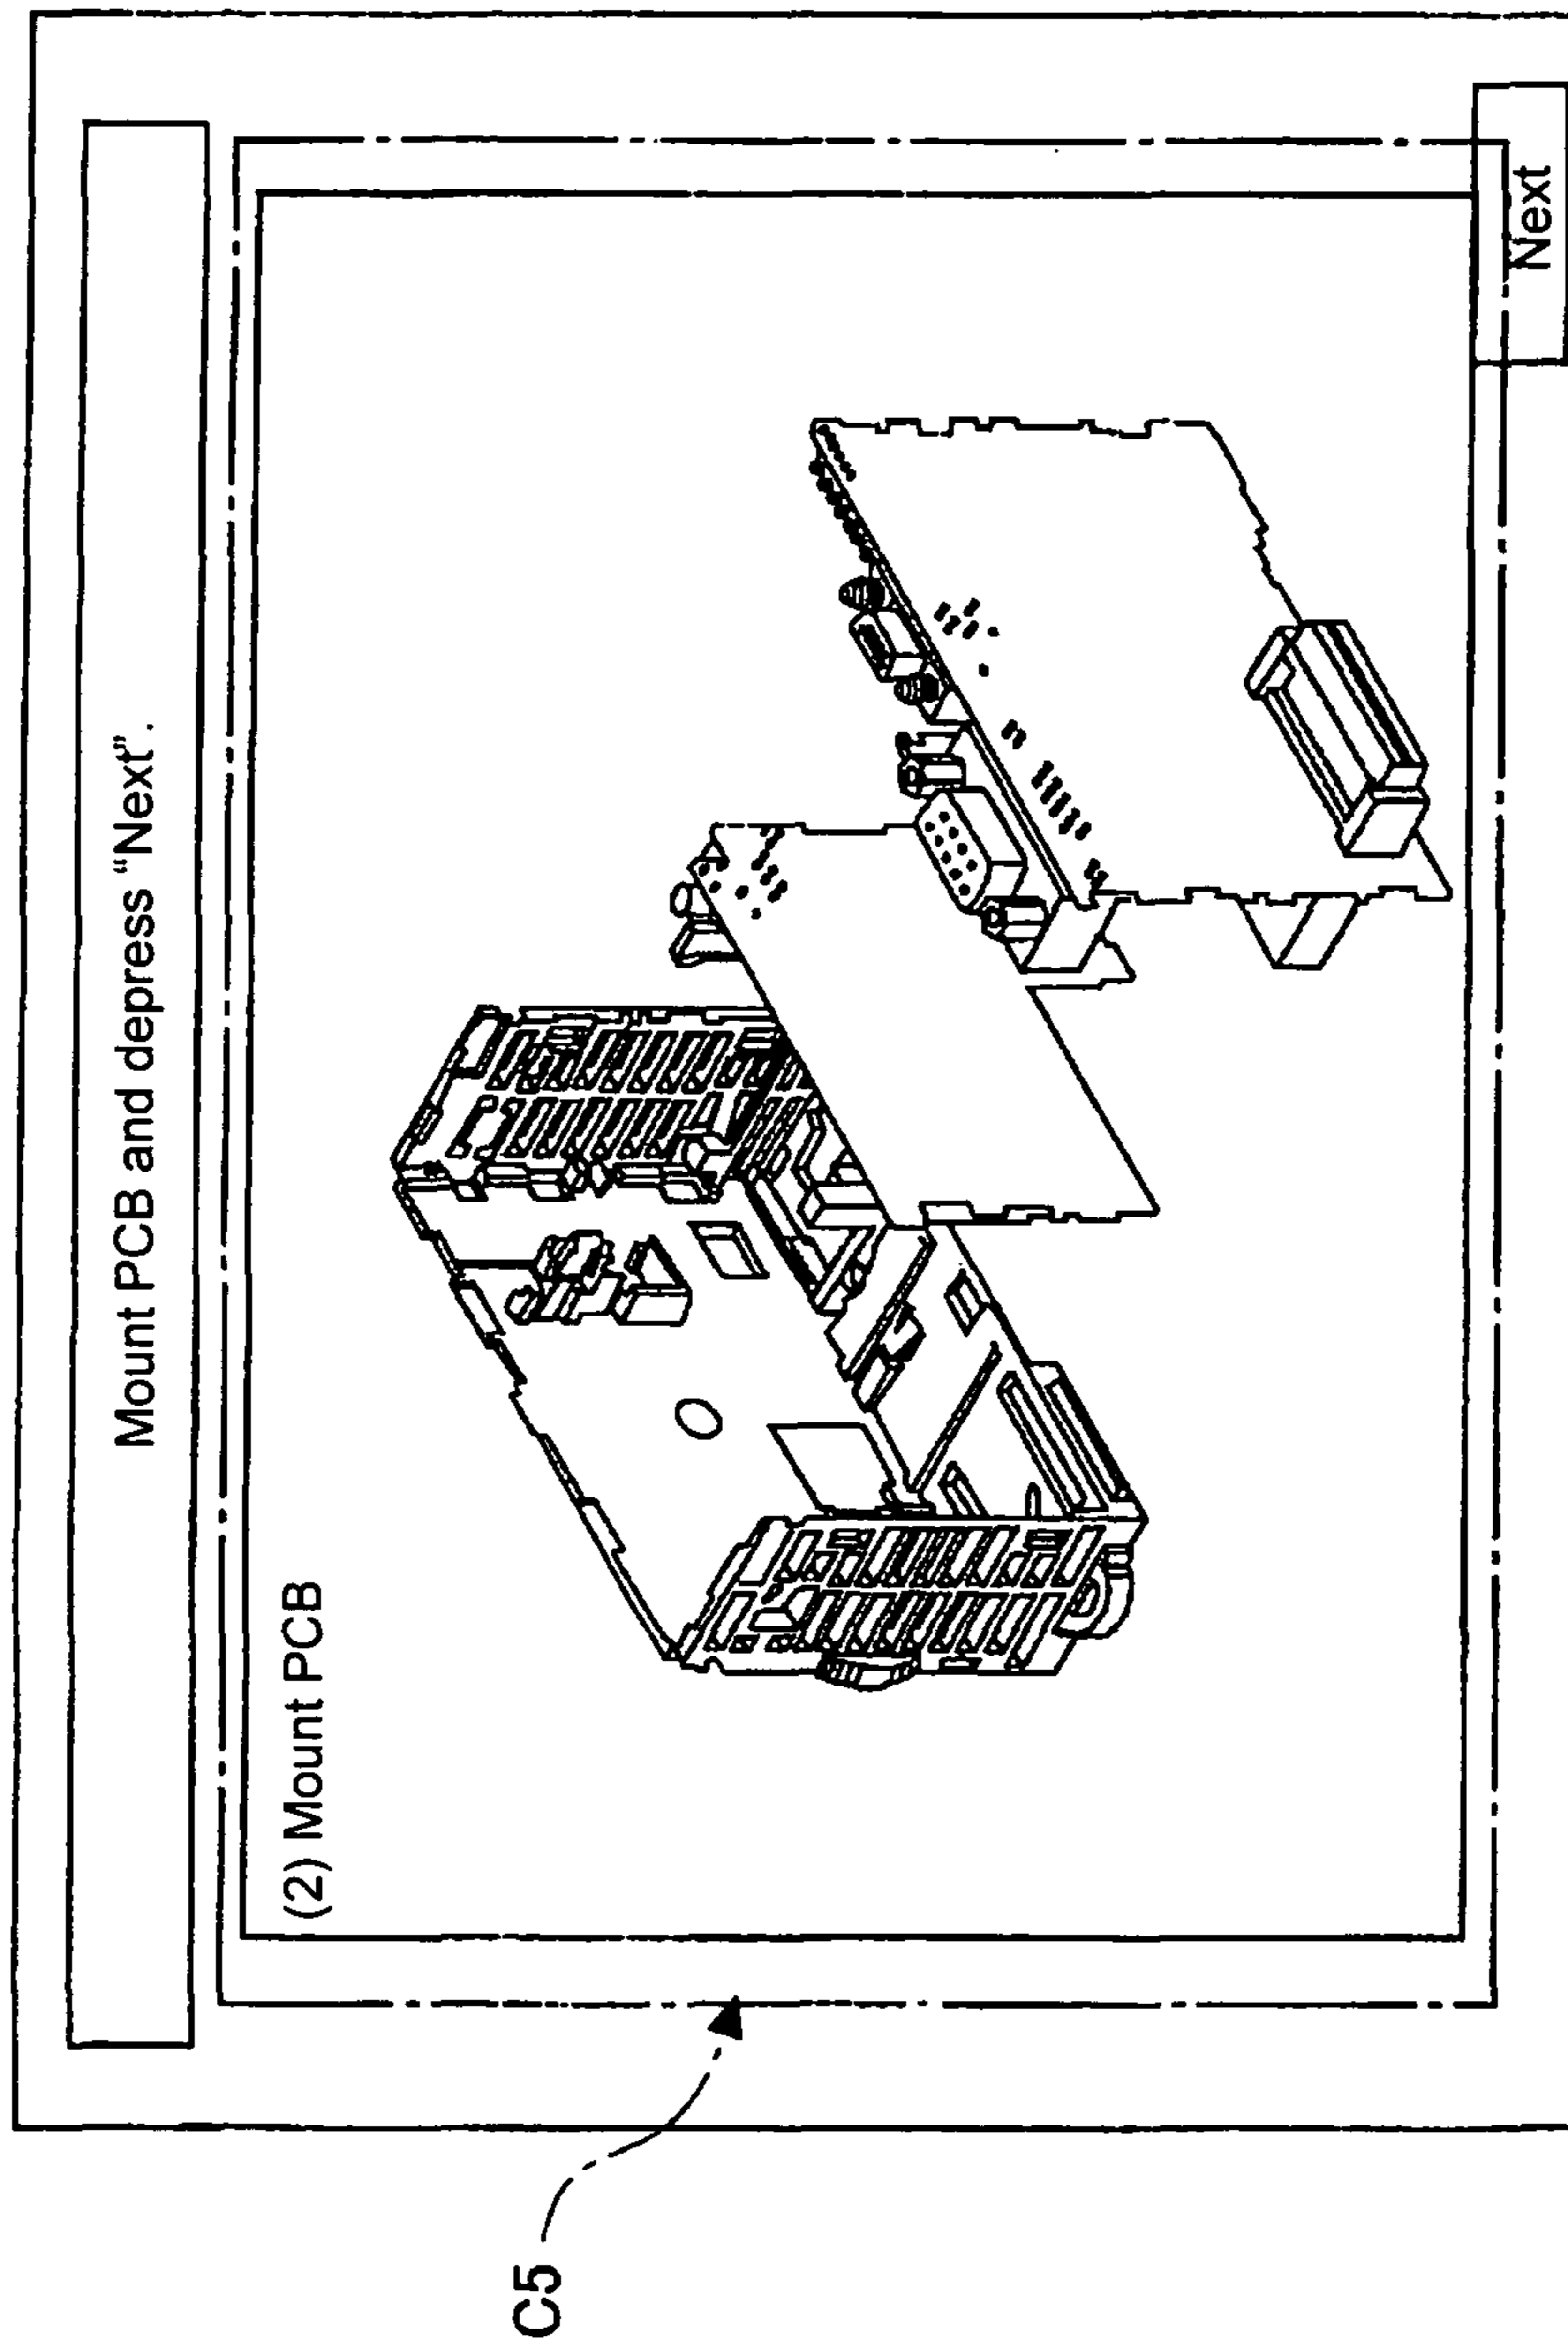 Mount PCB and depress “Next”.
(2) Mount PCB
C5
Next